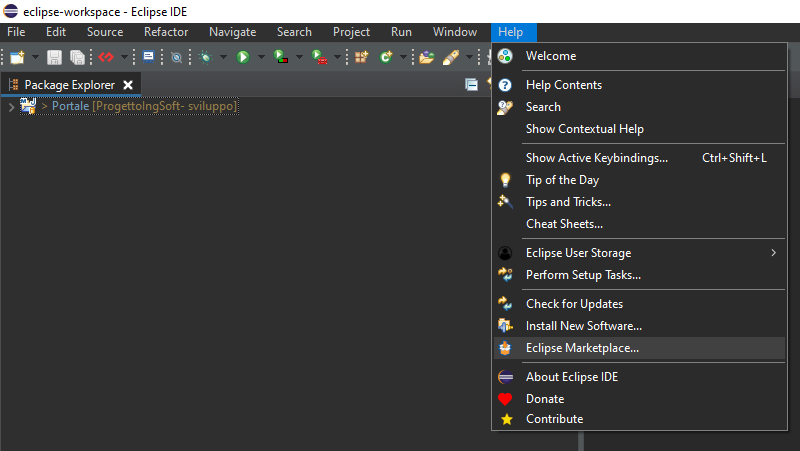 eclipse-workspace - Eclipse IDE
File Edit Source Refactor Navigate Search Project Run Window Help
Package Explorer
> Portale [ProgettoIngSoft- sviluppo]
Welcome
Help Contents
Search
Show Contextual Help
Show Active Keybindings... Ctrl+Shift+L
Tip of the Day
Tips and Tricks...
Cheat Sheets...
Eclipse User Storage
Perform Setup Tasks...
Check for Updates
Install New Software...
Eclipse Marketplace...
About Eclipse IDE
Donate
Contribute